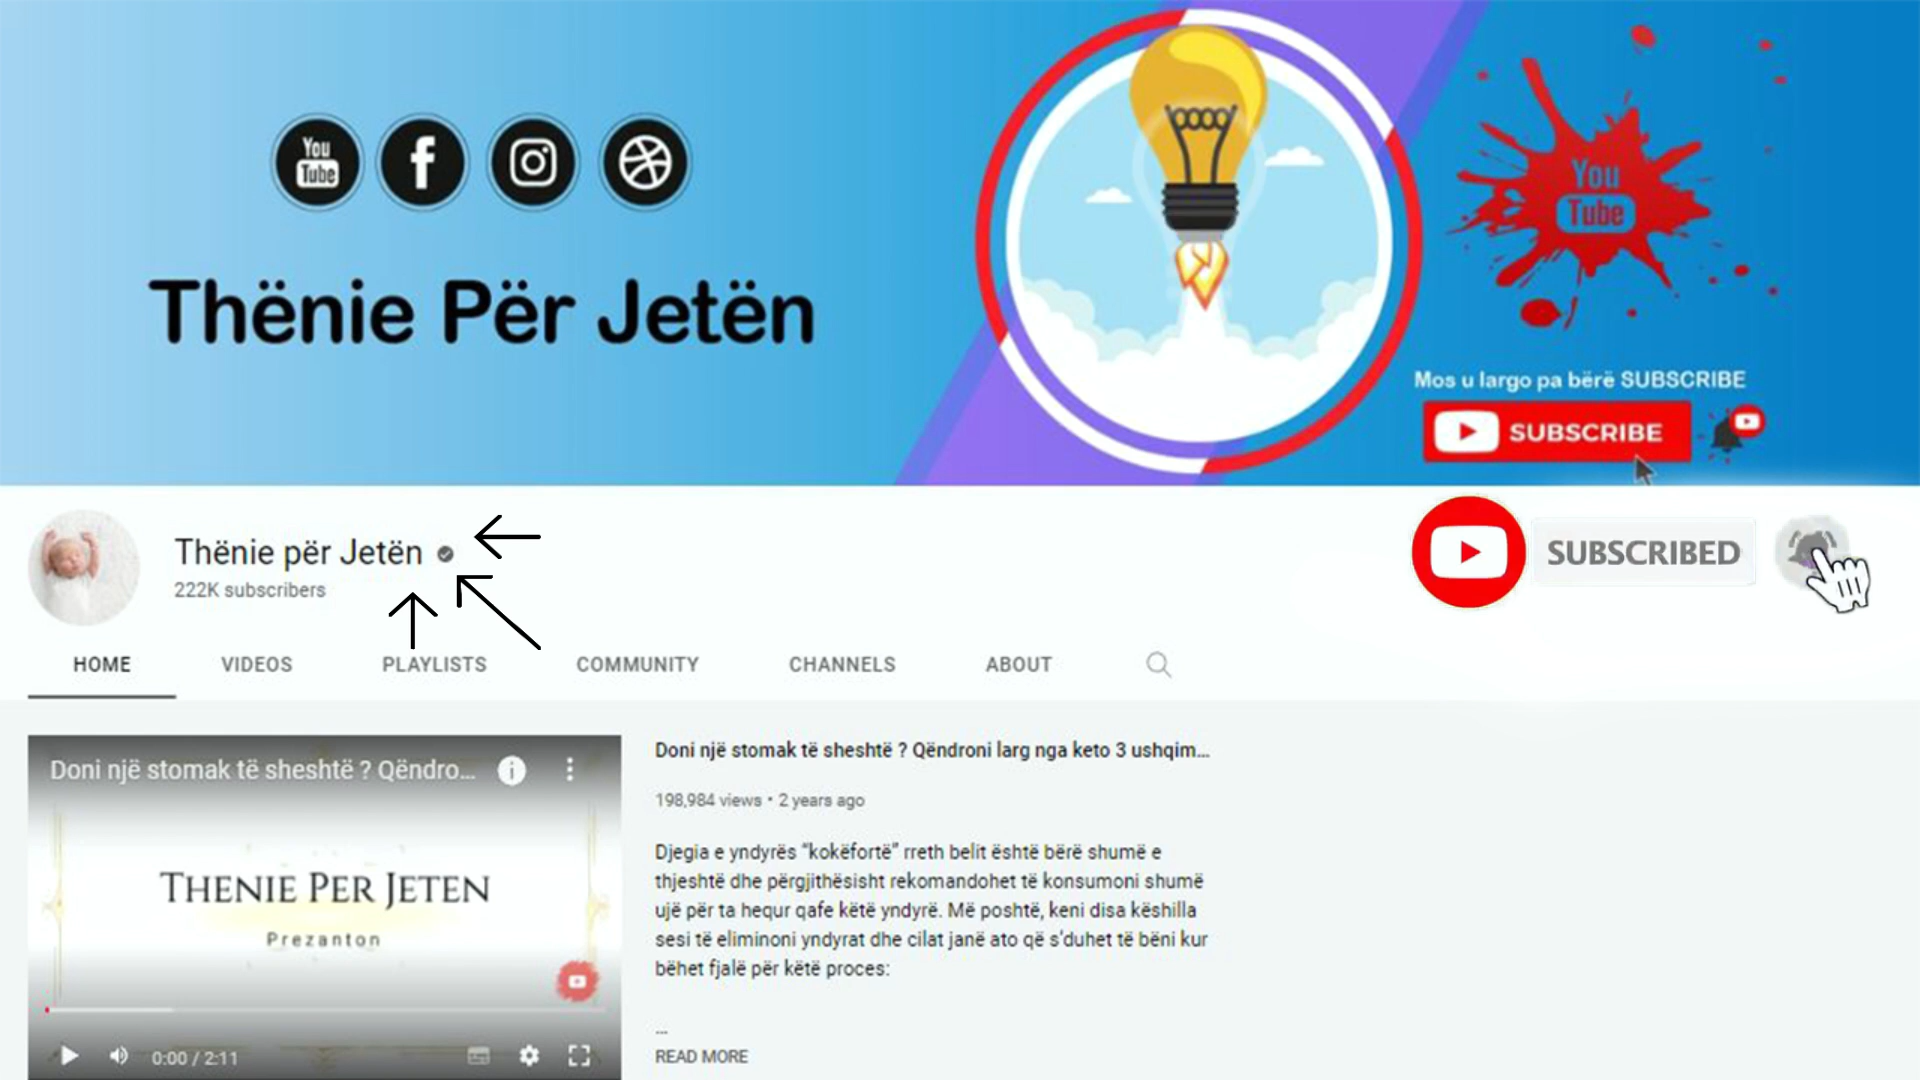 You
Tube
Thënie Për Jetën
You
Tube
Mos u largo pa bërë SUBSCRIBE
SUBSCRIBE
Thënie për Jetën
222K subscribers
SUBSCRIBED
HOME VIDEOS PLAYLISTS COMMUNITY CHANNELS ABOUT
Doni një stomak të sheshtë ? Qëndro...
THENIE PER JETEN
Prezanton
0:00 / 2:11
Doni një stomak të sheshtë ? Qëndroni larg nga keto 3 ushqim...
198,984 views • 2 years ago
Djegia e yndyrës “kokëfortë” rreth belit është bërë shumë e
thjeshtë dhe përgjithësisht rekomandohet të konsumoni shumë
ujë për ta hequr qafe këtë yndyrë. Më poshtë, keni disa këshilla
sesi të eliminoni yndyrat dhe cilat janë ato që s'duhet të bëni kur
bëhet fjalë për këtë proces:
...
READ MORE